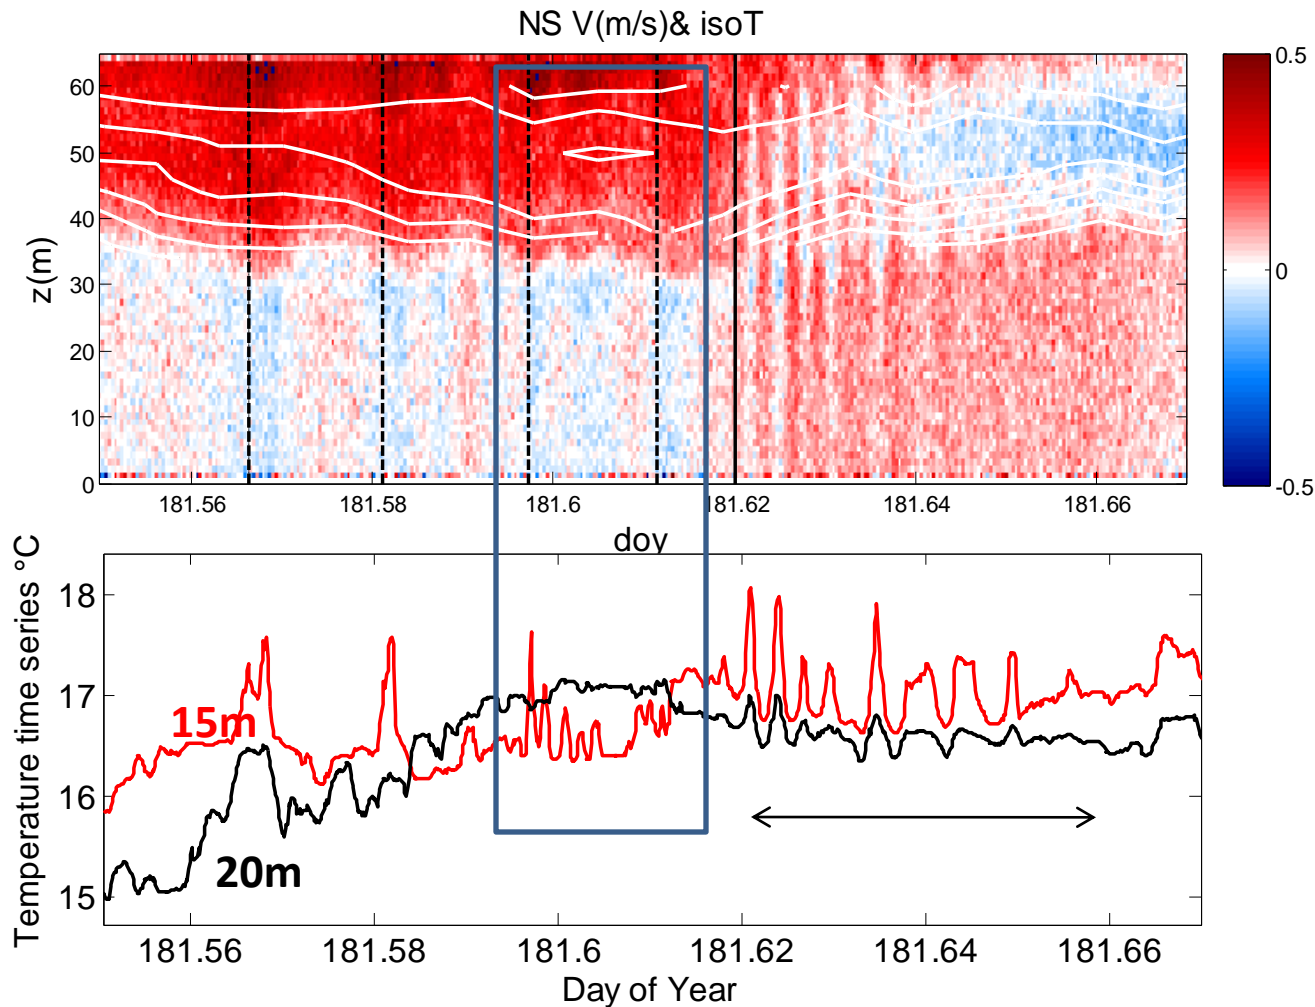 NS V(m/s)& isoT
z(m)
60
50
40
30
20
10
0
181.56 181.58 181.6 181.62 181.64 181.66
doy
0.5
0
-0.5
Temperature time series °C
18
17
16
15
15m
20m
181.56 181.58 181.6 181.62 181.64 181.66
Day of Year